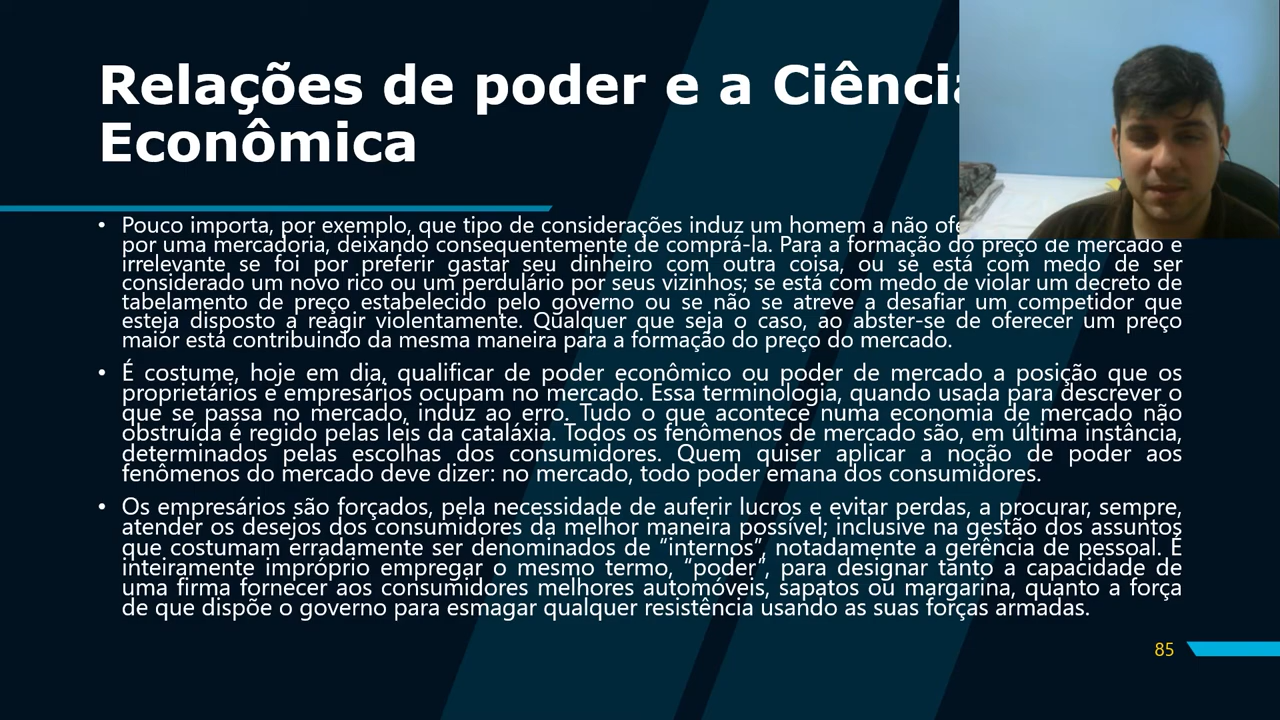 Relações de poder e a Ciência
Econômica
• Pouco importa, por exemplo, que tipo de considerações induz um homem a não
por uma mercadoria, deixando consequentemente de comprá-la. Para a formação do preço de mercado é
irrelevante se foi por preferir gastar seu dinheiro com outra coisa, ou se está com medo de ser
considerado um novo rico ou um perdulário por seus vizinhos; se está com medo de violar um decreto de
tabelamento de preço estabelecido pelo governo ou se não se atreve a desafiar um competidor que
esteja disposto a reagir violentamente. Qualquer que seja o caso, ao abster-se de oferecer um preço
maior está contribuindo da mesma maneira para a formação do preço do mercado.
• É costume, hoje em dia, qualificar de poder econômico ou poder de mercado a posição que os
proprietários e empresários ocupam no mercado. Essa terminologia, quando usada para descrever o
que se passa no mercado, induz ao erro. Tudo o que acontece numa economia de mercado não
obstruída é regido pelas leis da cataláxia. Todos os fenômenos de mercado são, em última instância,
determinados pelas escolhas dos consumidores. Quem quiser aplicar a noção de poder aos
fenômenos do mercado deve dizer: no mercado, todo poder emana dos consumidores.
• Os empresários são forçados, pela necessidade de auferir lucros e evitar perdas, a procurar, sempre,
atender os desejos dos consumidores da melhor maneira possível; inclusive na gestão dos assuntos
que costumam erradamente ser denominados de “internos”, notadamente a gerência de pessoal. É
inteiramente impróprio empregar o mesmo termo, “poder”, para designar tanto a capacidade de
uma firma fornecer aos consumidores melhores automóveis, sapatos ou margarina, quanto a força
de que dispõe o governo para esmagar qualquer resistência usando as suas forças armadas.
85